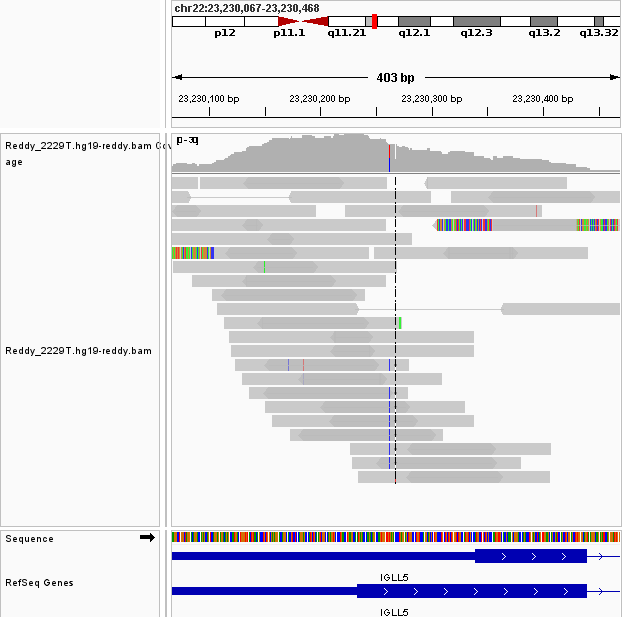 chr22:23,230,067-23,230,468
p12 p11.1 q11.21 q12.1 q12.3 q13.2 q13.32
403 bp
23,230,100 bp 23,230,200 bp 23,230,300 bp 23,230,400 bp
Reddy_2229T.hg19-reddy.bam
age
Reddy_2229T.hg19-reddy.bam
Sequence
IGLL5
RefSeq Genes
IGLL5